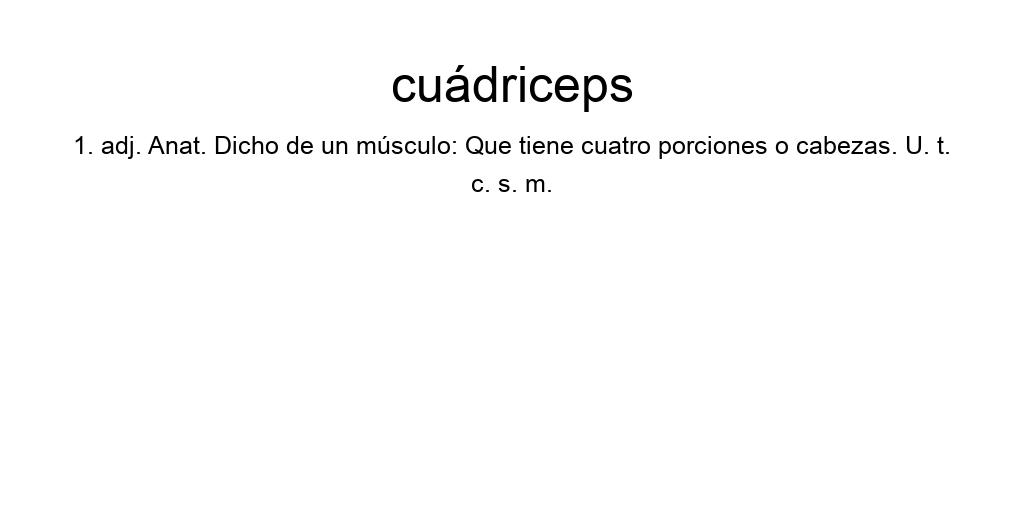 cuádriceps
1. adj. Anat. Dicho de un músculo: Que tiene cuatro porciones o cabezas. U. t.
c. s. m.